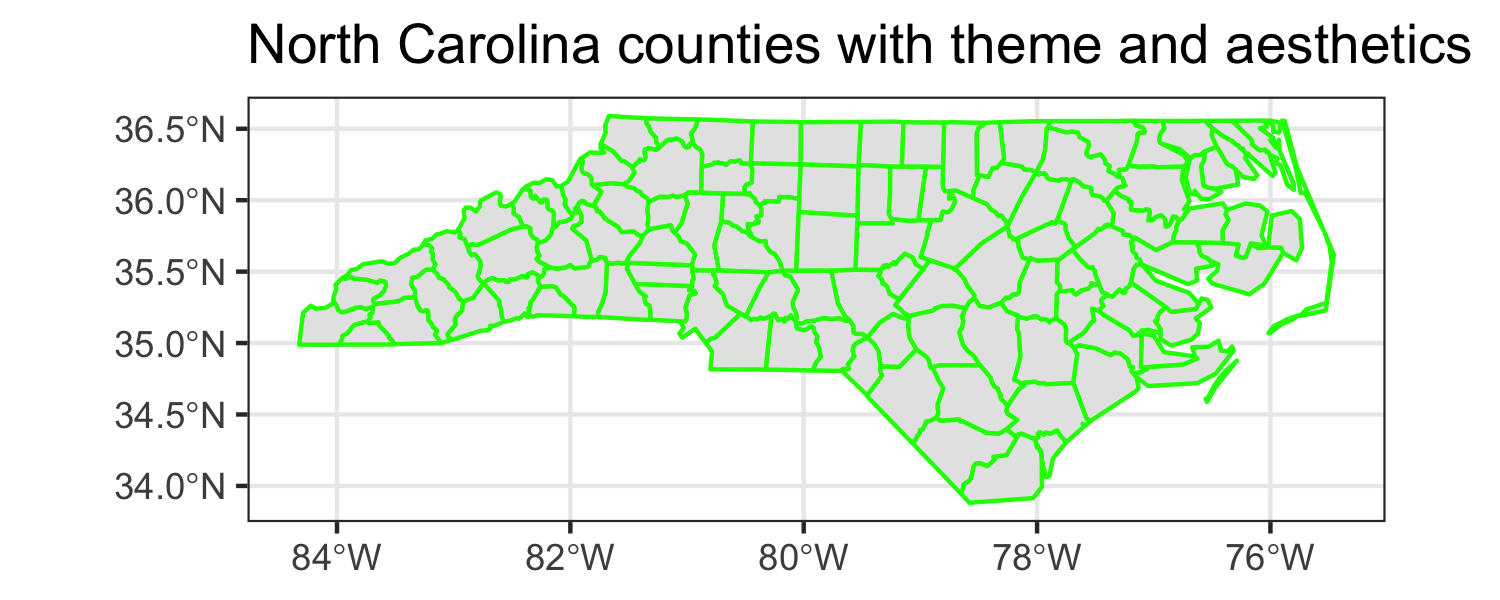 North Carolina counties with theme and aesthetics
36.5°N
36.0°N
35.5°N
35.0°N
34.5°N
34.0°N
84°W 82°W 80°W 78°W 76°W